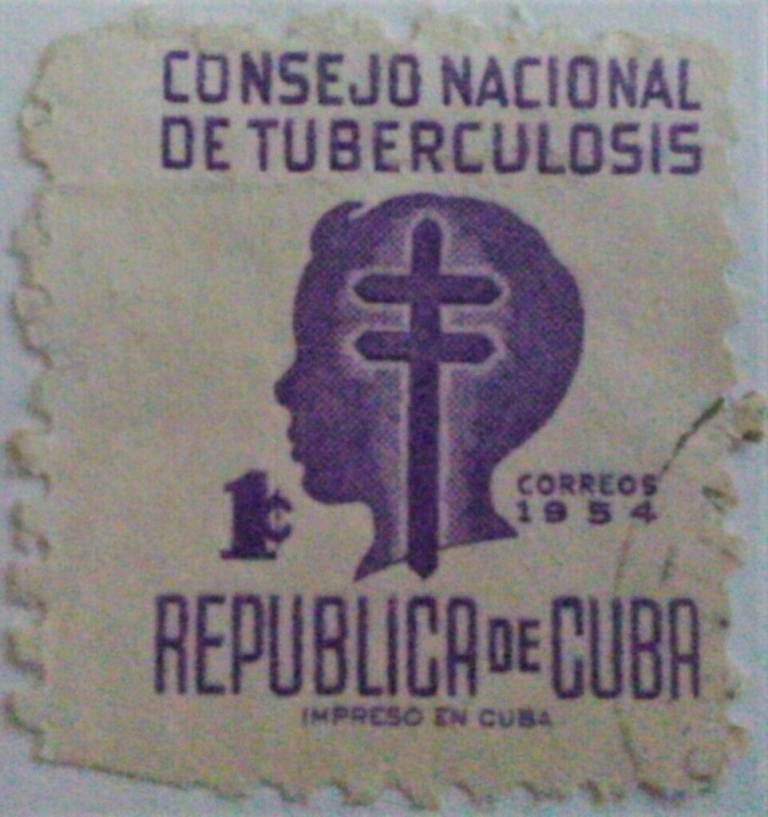 CONSEJO NACIONAL
DE TUBERCULOSIS
1¢
CORREOS
1954
REPUBLICA DE CUBA
IMPRESO EN CUBA